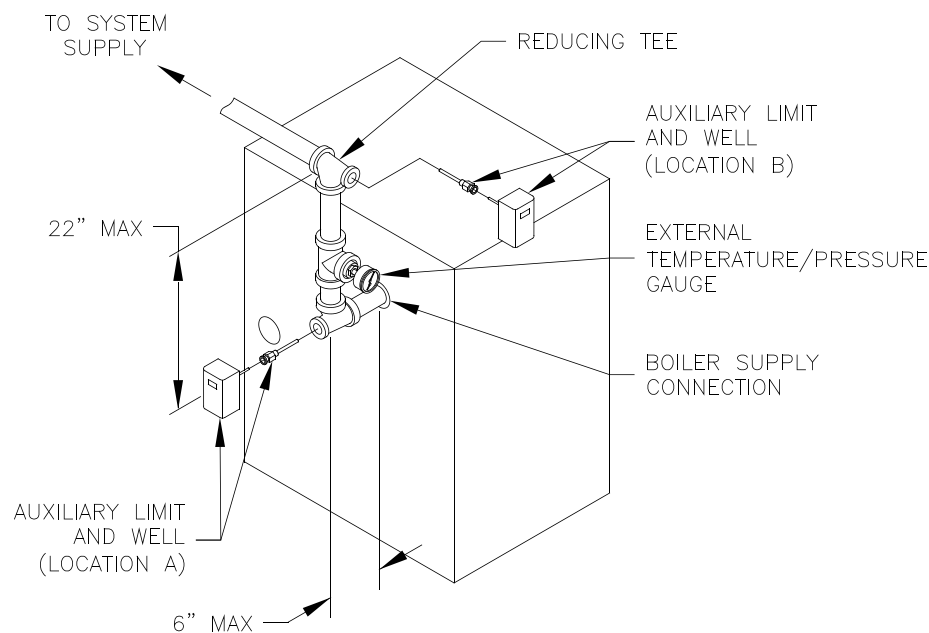 TO SYSTEM
SUPPLY
REDUCING TEE
AUXILIARY LIMIT
AND WELL
(LOCATION B)
22” MAX
EXTERNAL
TEMPERATURE/PRESSURE
GAUGE
BOILER SUPPLY
CONNECTION
AUXILIARY LIMIT
AND WELL
(LOCATION A)
6” MAX